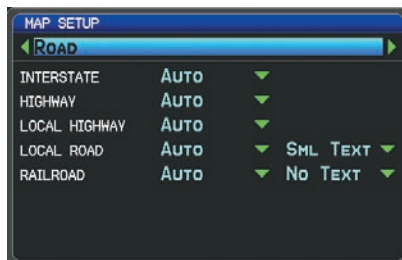 MAP SETUP
ROAD
INTERSTATE AUTO
HIGHWAY AUTO
LOCAL HIGHWAY AUTO
LOCAL ROAD AUTO SML TEXT
RAILROAD AUTO NO TEXT